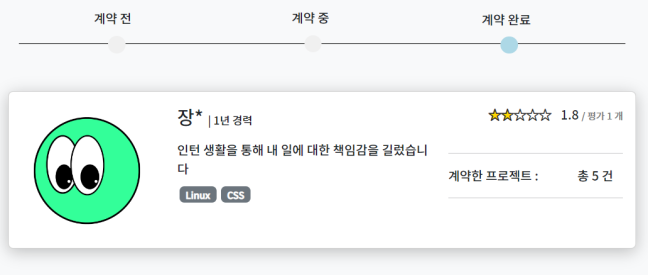 계약 전
계약 중
계약 완료
장* | 1년 경력
인턴 생활을 통해 내 일에 대한 책임감을 길렀습니
다
Linux CSS
1.8 / 평가 1 개
계약한 프로젝트 : 총 5 건